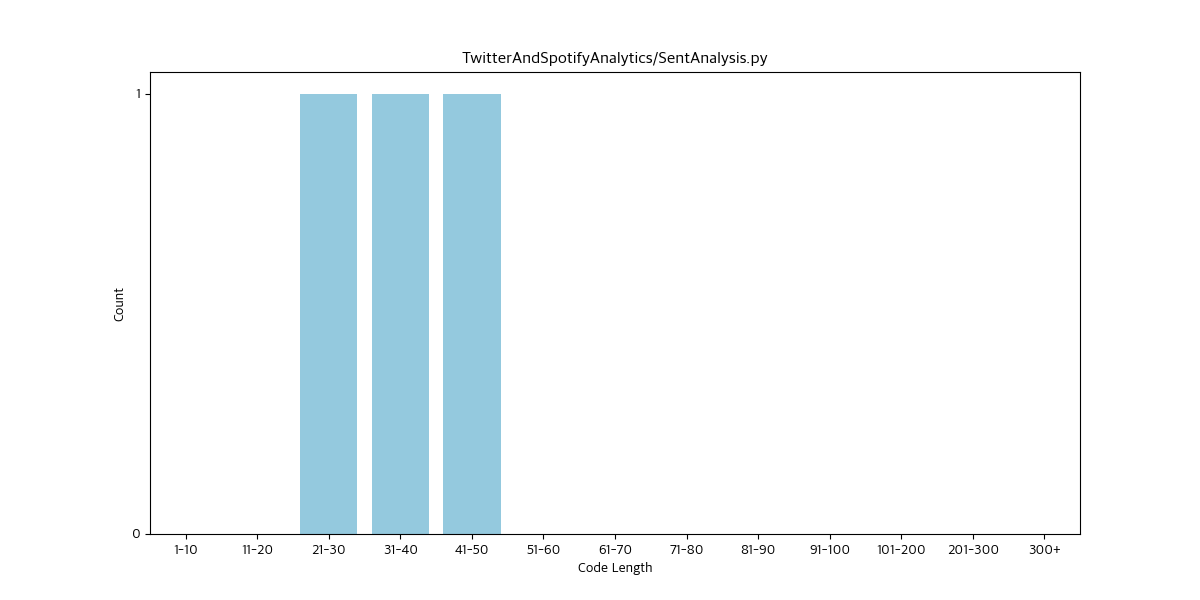 TwitterAndSpotifyAnalytics/SentAnalysis.py
Count
1
0
1-10 11-20 21-30 31-40 41-50 51-60 61-70 71-80 81-90 91-100 101-200 201-300 300+
Code Length